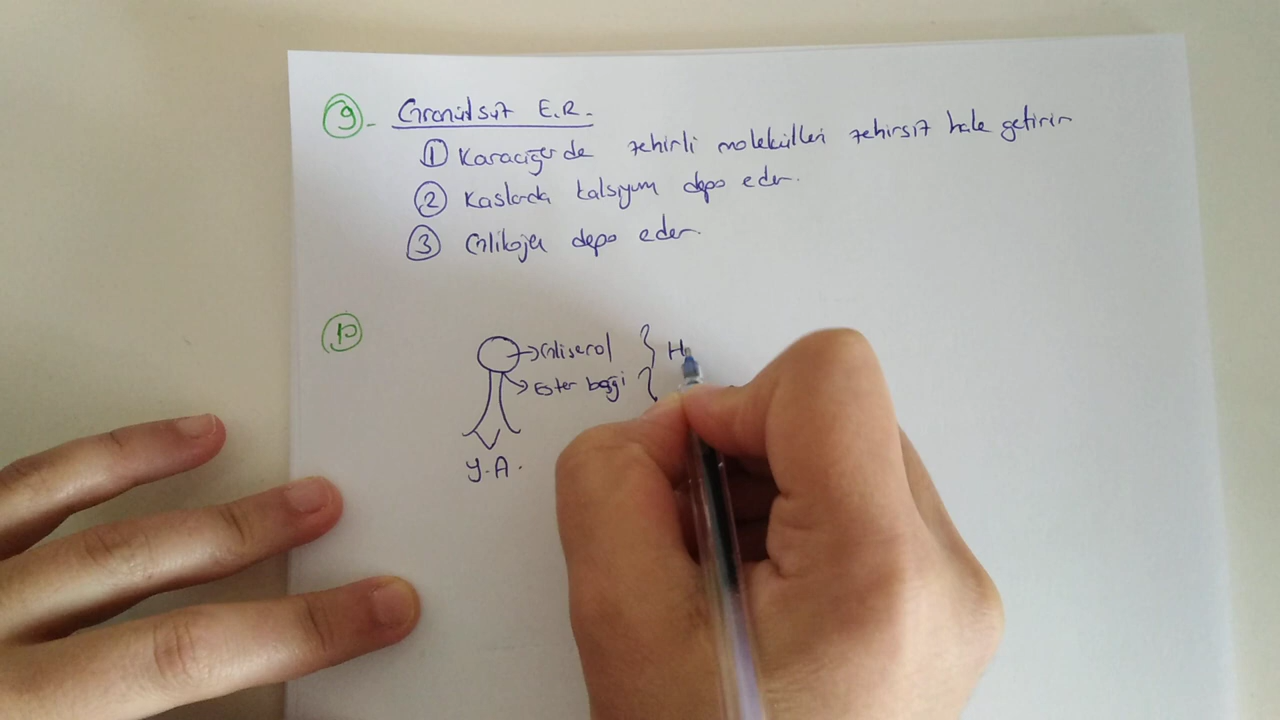 9- Granülsüz E.R.
1 Karaciğerde zehirli molekülleri zehirsiz hale getirir
2 Kaslarda kalsiyum depo eder.
3 Glikojen depo eder.
10
Gliserol
H
Ester bağı
Y.A.